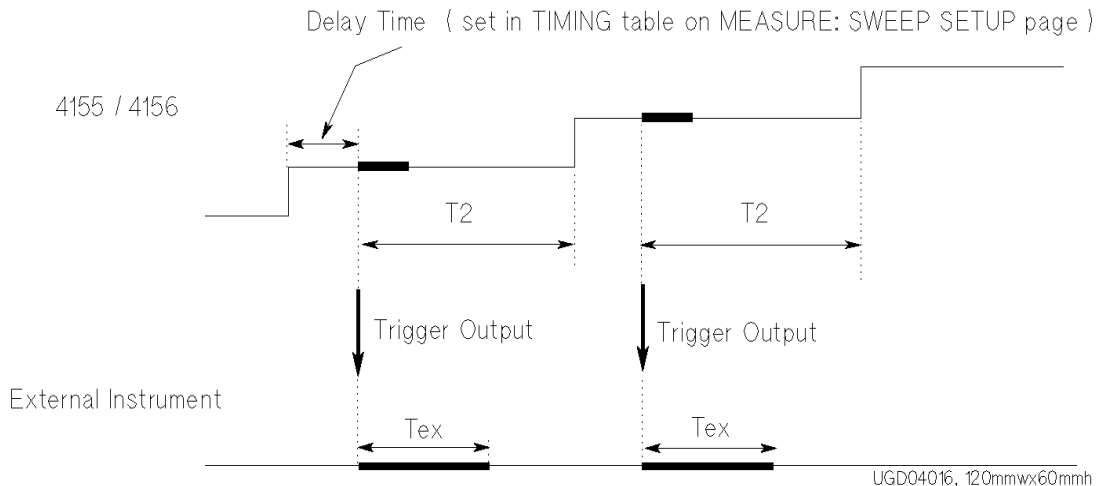 Delay Time ( set in TIMING table on MEASURE: SWEEP SETUP page )
4155 / 4156
T2
T2
Trigger Output
Trigger Output
External Instrument
Tex
Tex
UGD04016, 120mmwx60mmh